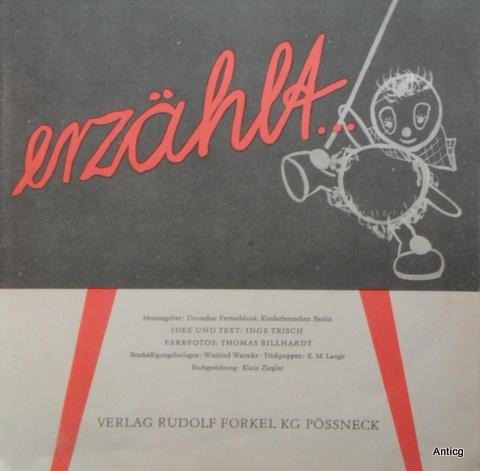 erzählt...
Herausgeber: Deutscher Fernsehfunk, Kinderfernsehen Berlin
IDEE UND TEXT: INGE TRISCH
FARBFOTOS: THOMAS BILLHARDT
Beschäftigungsbeilagen: Winfried Warmke · Trickpuppen: E. M. Lange
Buchgestaltung: Klaus Ziegler
VERLAG RUDOLF FORKEL KG PÖSSNECK
Anticg